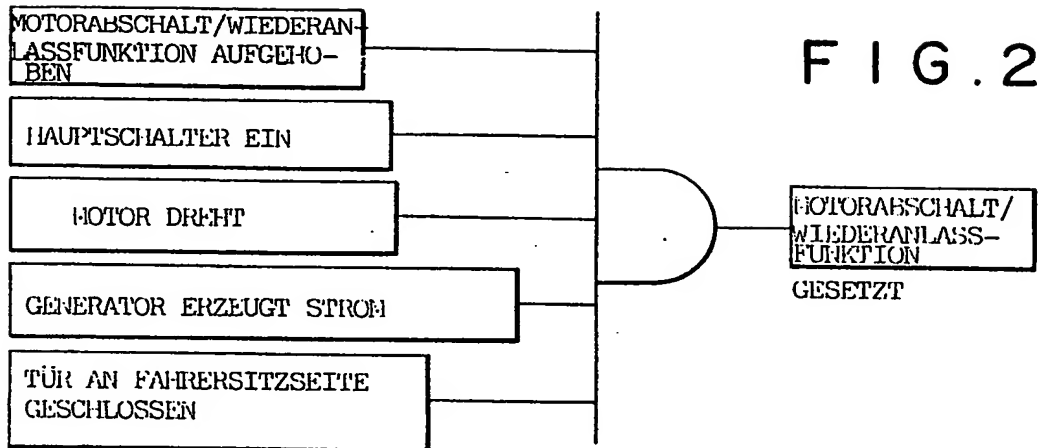 MOTORABSCHALT/WIEDERAN-
LASSFUNKTION AUFGEHO-
BEN
FIG.2
HAUPTSCHALTER EIN
MOTOR DREHT
MOTORABSCHALT/
WIEDERANLASS-
FUNKTION
GESETZT
GENERATOR ERZEUGT STROM
TÜR AN FAHRERSITZSEITE
GESCHLOSSEN